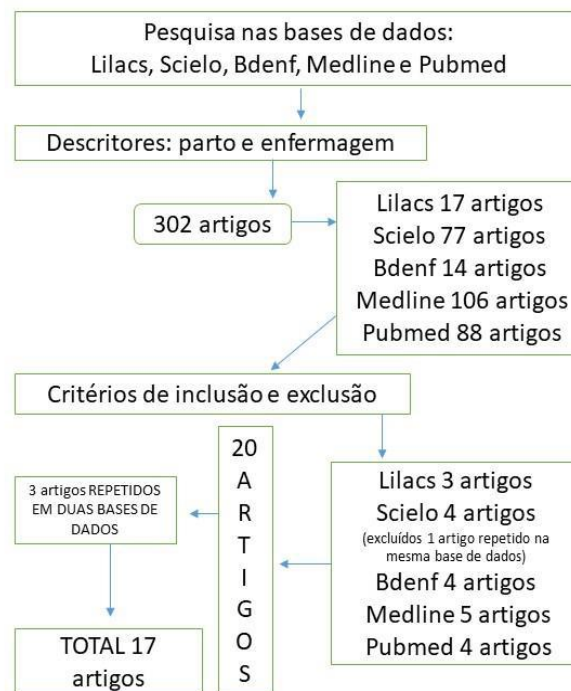 Pesquisa nas bases de dados:
Lilacs, Scielo, Bdenf, Medline e Pubmed
Descritores: parto e enfermagem
302 artigos
Lilacs 17 artigos
Scielo 77 artigos
Bdenf 14 artigos
Medline 106 artigos
Pubmed 88 artigos
Critérios de inclusão e exclusão
Lilacs 3 artigos
Scielo 4 artigos
(excluídos 1 artigo repetido na
mesma base de dados)
Bdenf 4 artigos
Medline 5 artigos
Pubmed 4 artigos
20
A
R
T
I
G
O
S
3 artigos REPETIDOS
EM DUAS BASES DE
DADOS
TOTAL 17
artigos